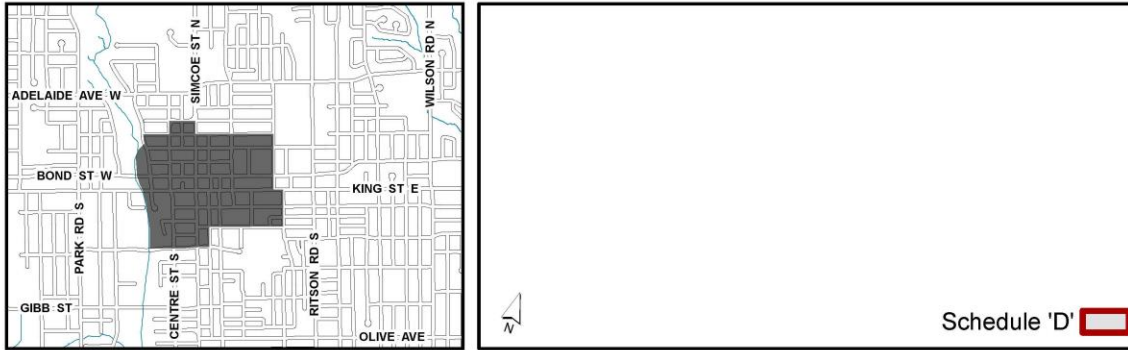 SIMCOE ST N
WILSON RD N
ADELAIDE AVE W
BOND ST W
KING ST E
PARK RD S
CENTRE ST S
RITSON RD S
GIBB ST
OLIVE AVE
N
Schedule 'D'